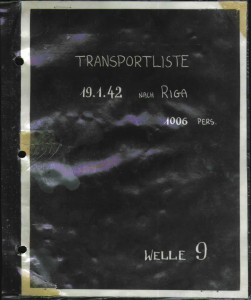 TRANSPORTLISTE
19.1.42 NACH RIGA
1006 PERS.
WELLE 9